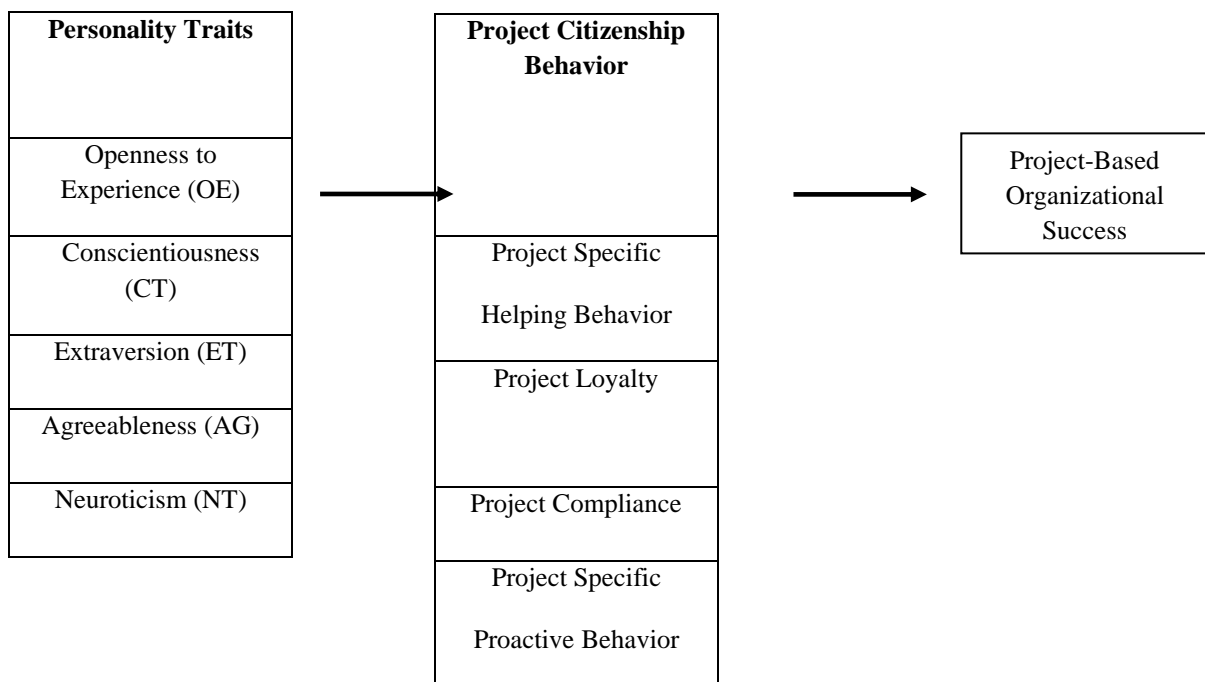 Personality Traits
Openness to
Experience (OE)
Conscientiousness
(CT)
Extraversion (ET)
Agreeableness (AG)
Neuroticism (NT)
Project Citizenship
Behavior
Project Specific
Helping Behavior
Project Loyalty
Project Compliance
Project Specific
Proactive Behavior
Project-Based
Organizational
Success